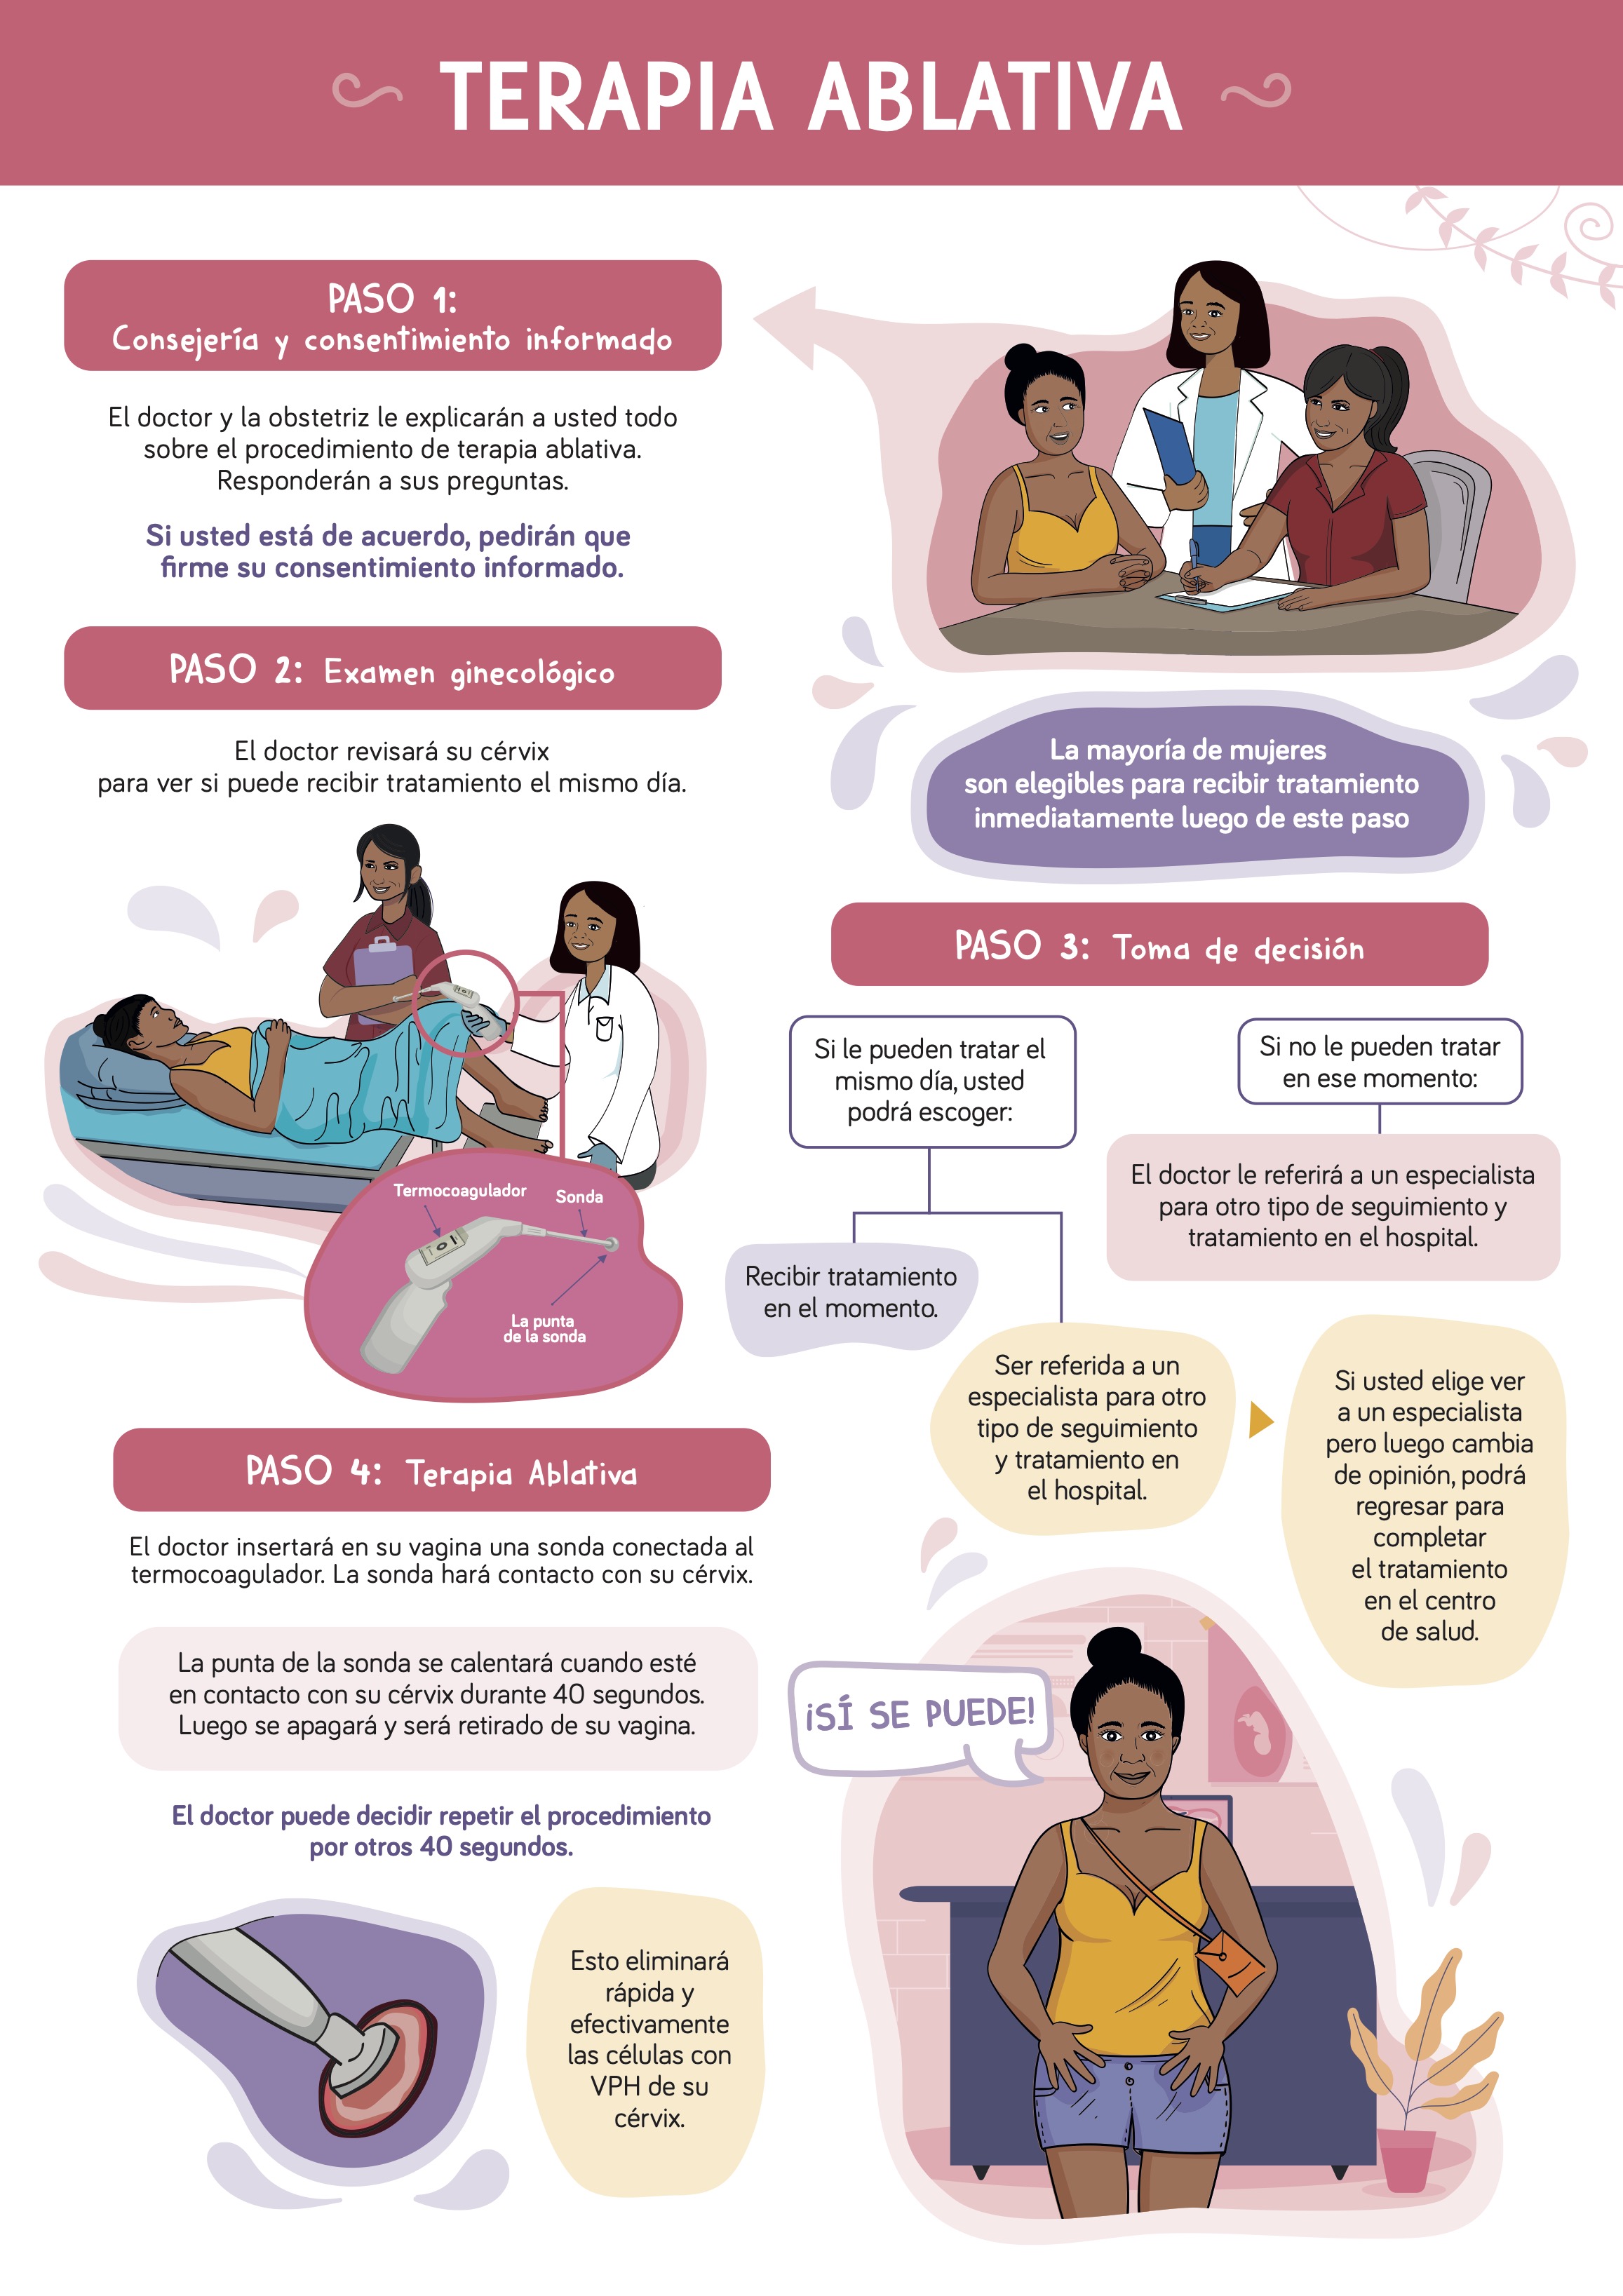 TERAPIA ABLATIVA
PASO 1:
Consejería y consentimiento informado
El doctor y la obstetriz le explicarán a usted todo
sobre el procedimiento de terapia ablativa.
Responderán a sus preguntas.
Si usted está de acuerdo, pedirán que
firme su consentimiento informado.
PASO 2: Examen ginecológico
El doctor revisará su cérvix
para ver si puede recibir tratamiento el mismo día.
La mayoría de mujeres
son elegibles para recibir tratamiento
inmediatamente luego de este paso
Termocoagulador
Sonda
La punta
de la sonda
PASO 3: Toma de decisión
Si le pueden tratar el
mismo día, usted
podrá escoger:
Recibir tratamiento
en el momento.
Ser referida a un
especialista para otro
tipo de seguimiento
y tratamiento en
el hospital.
Si usted elige ver
a un especialista
pero luego cambia
de opinión, podrá
regresar para
completar
el tratamiento
en el centro
de salud.
Si no le pueden tratar
en ese momento:
El doctor le referirá a un especialista
para otro tipo de seguimiento y
tratamiento en el hospital.
PASO 4: Terapia Ablativa
El doctor insertará en su vagina una sonda conectada al
termocoagulador. La sonda hará contacto con su cérvix.
La punta de la sonda se calentará cuando esté
en contacto con su cérvix durante 40 segundos.
Luego se apagará y será retirado de su vagina.
El doctor puede decidir repetir el procedimiento
por otros 40 segundos.
Esto eliminará
rápida y
efectivamente
las células con
VPH de su
cérvix.
¡SÍ SE PUEDE!